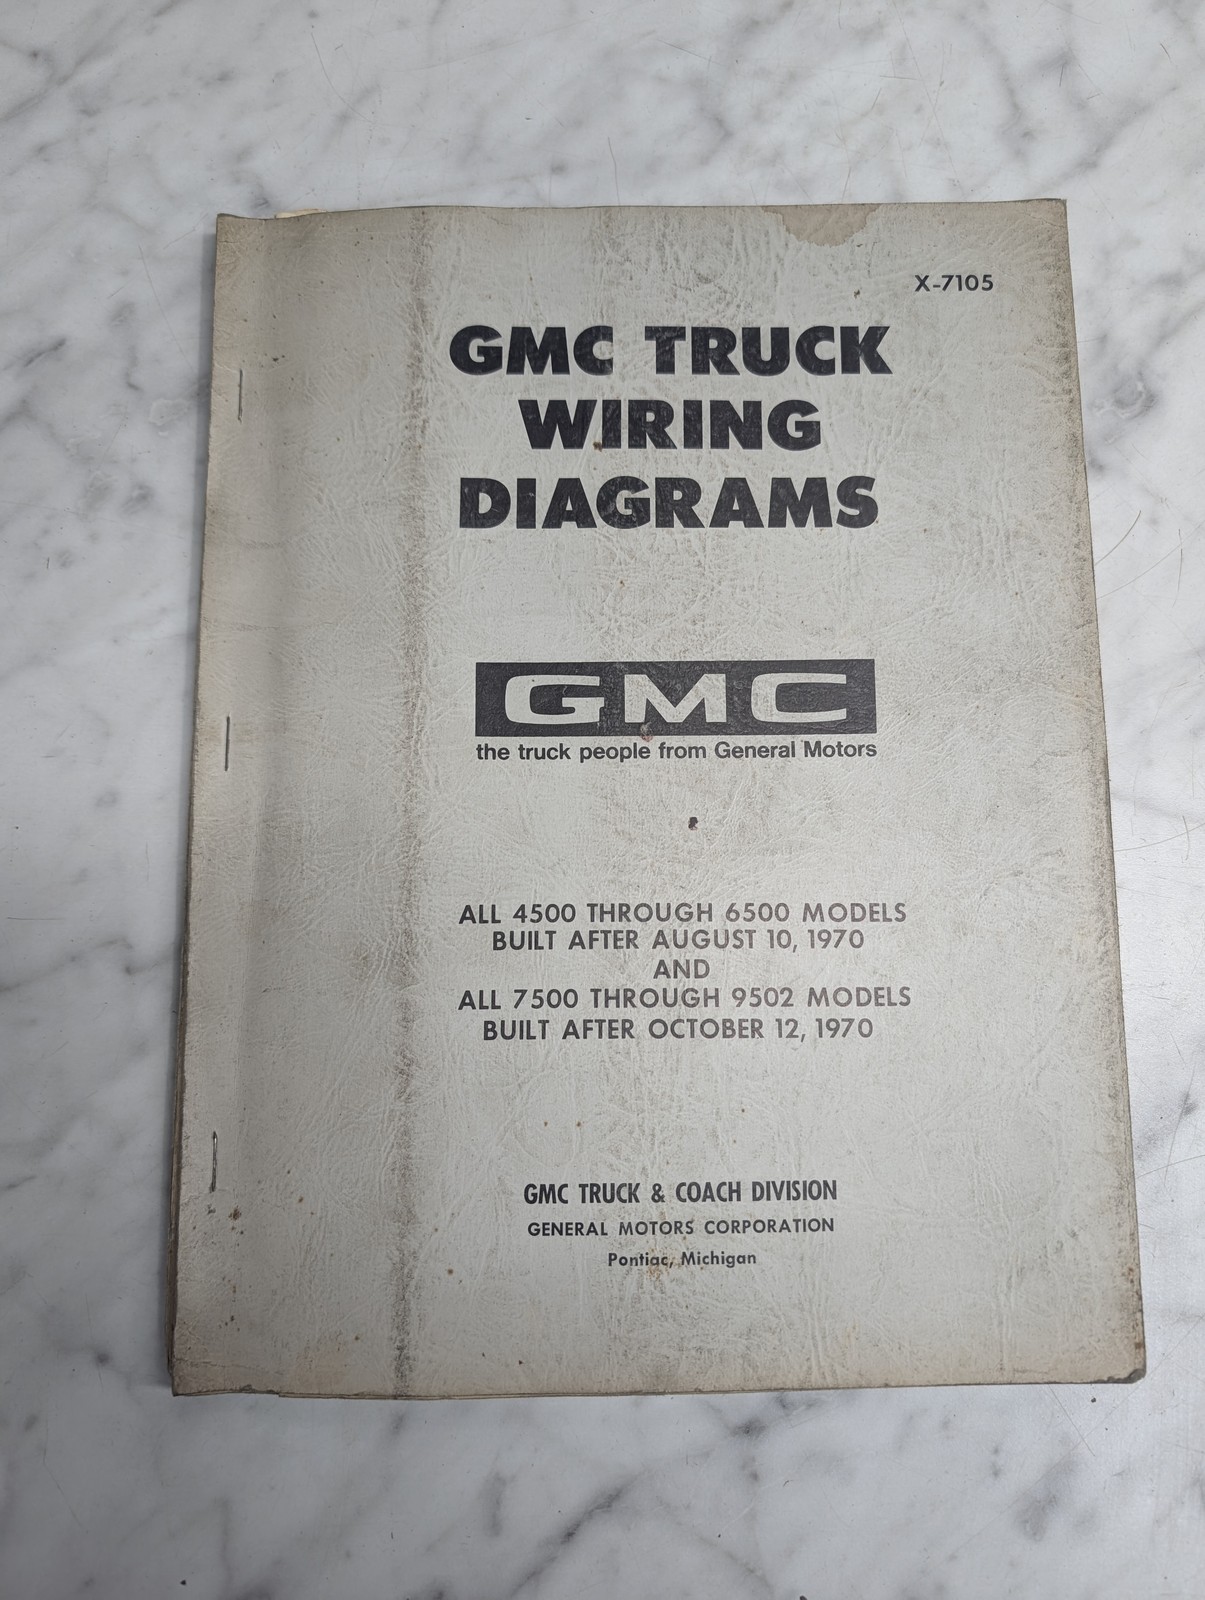 X-7105
GMC TRUCK
WIRING
DIAGRAMS
GMC
the truck people from General Motors
ALL 4500 THROUGH 6500 MODELS
BUILT AFTER AUGUST 10, 1970
AND
ALL 7500 THROUGH 9502 MODELS
BUILT AFTER OCTOBER 12, 1970
GMC TRUCK & COACH DIVISION
GENERAL MOTORS CORPORATION
Pontiac, Michigan